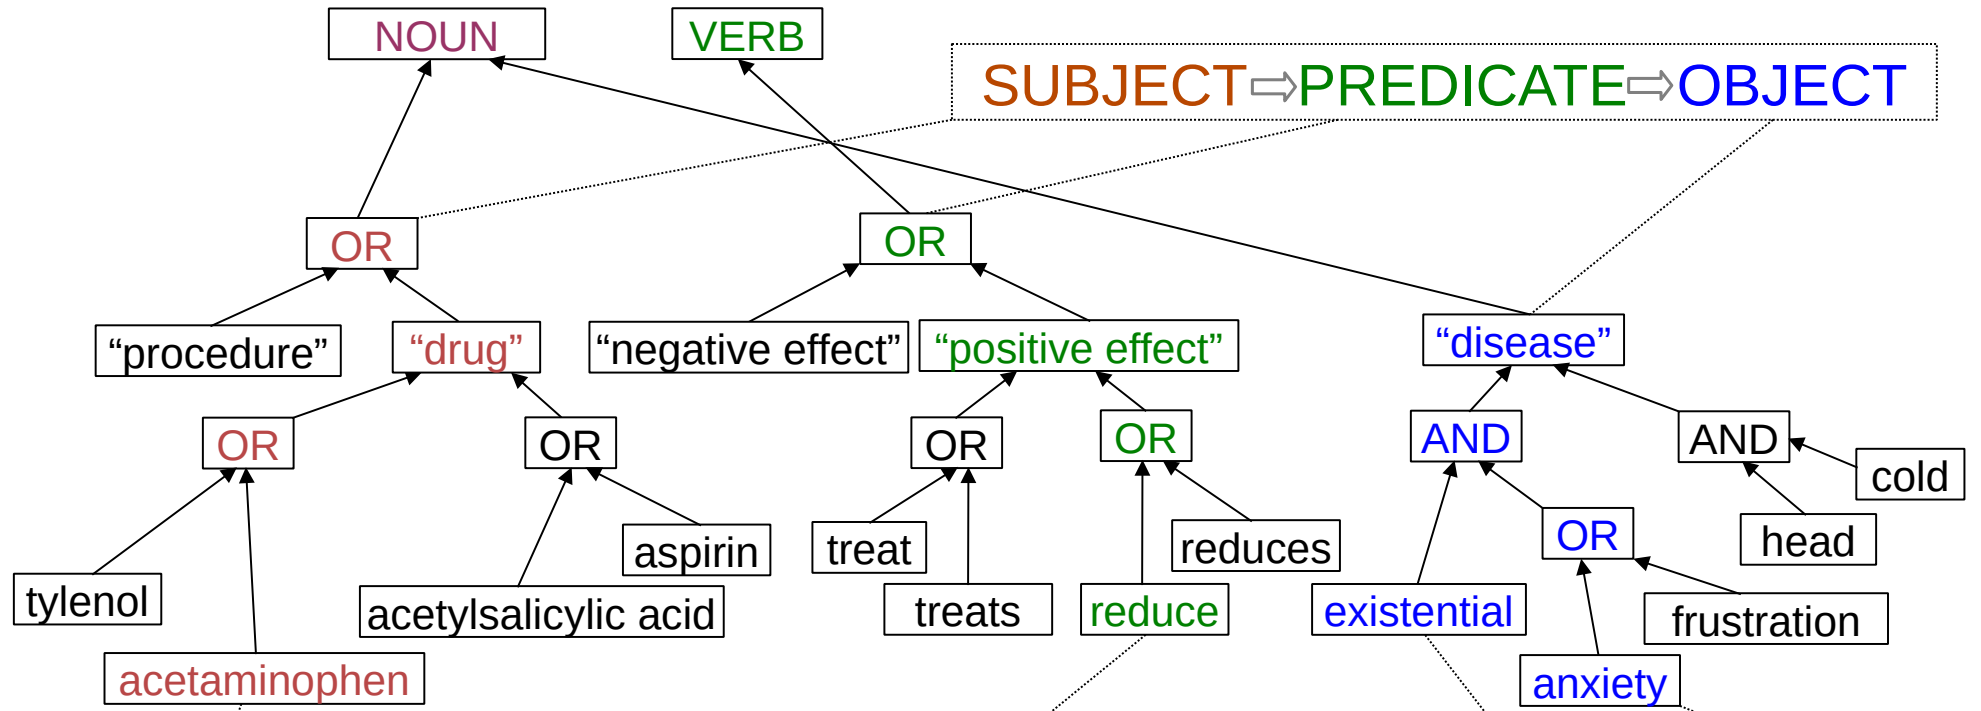 NOUN
VERB
SUBJECT⇨PREDICATE⇨OBJECT
OR
OR
“procedure”
“drug”
“negative effect”
“positive effect”
“disease”
OR
OR
OR
OR
AND
AND
cold
tylenol
acetaminophen
acetylsalicylic acid
aspirin
treat
treats
reduce
reduces
existential
OR
anxiety
frustration
head